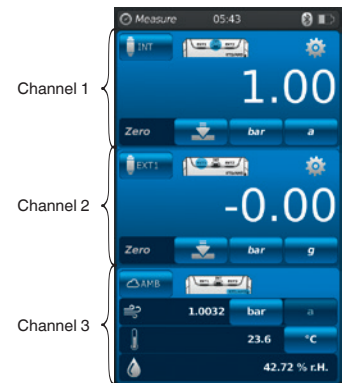 Measure 05:43
Channel 1
INT
1.00
Zero bar a
Channel 2
EXT1
-0.00
Zero bar g
Channel 3
AMB
1.0032 bar a
23.6 °C
42.72 % r.H.